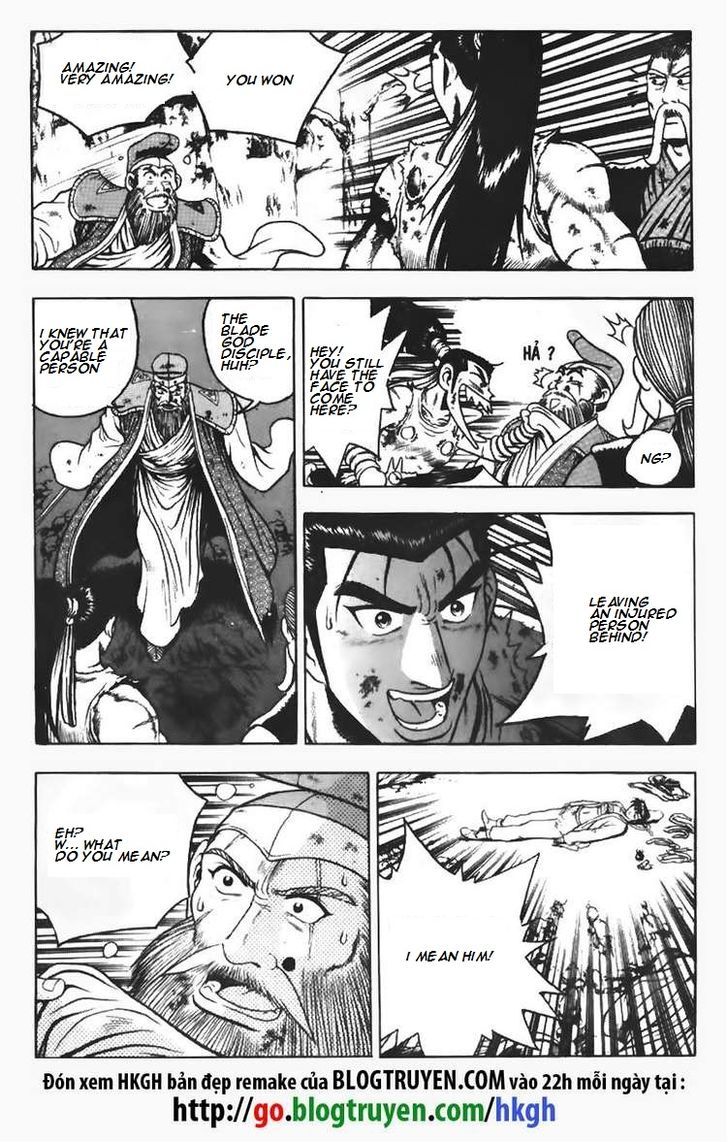 AMAZING!
VERY AMAZING!
YOU WON
I KNEW THAT
YOU'RE A
CAPABLE
PERSON
THE
BLADE
GOD
DISCIPLE,
HUH?
HEY!
YOU STILL
HAVE THE
FACE TO
COME
HERE?
HẢ ?
NG?
LEAVING
AN INJURED
PERSON
BEHIND!
EH?
W... WHAT
DO YOU MEAN?
I MEAN HIM!
Đón xem HKGH bản đẹp remake của BLOGTRUYEN.COM vào 22h mỗi ngày tại :
http://go.blogtruyen.com/hkgh